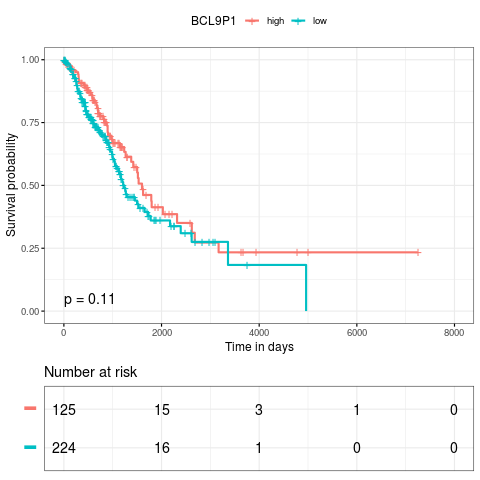 BCL9P1 high low
1.00
0.75
0.50
0.25
0.00
Survival probability
p = 0.11
0 2000 4000 6000 8000
Time in days
Number at risk
125 15 3 1 0
224 16 1 0 0